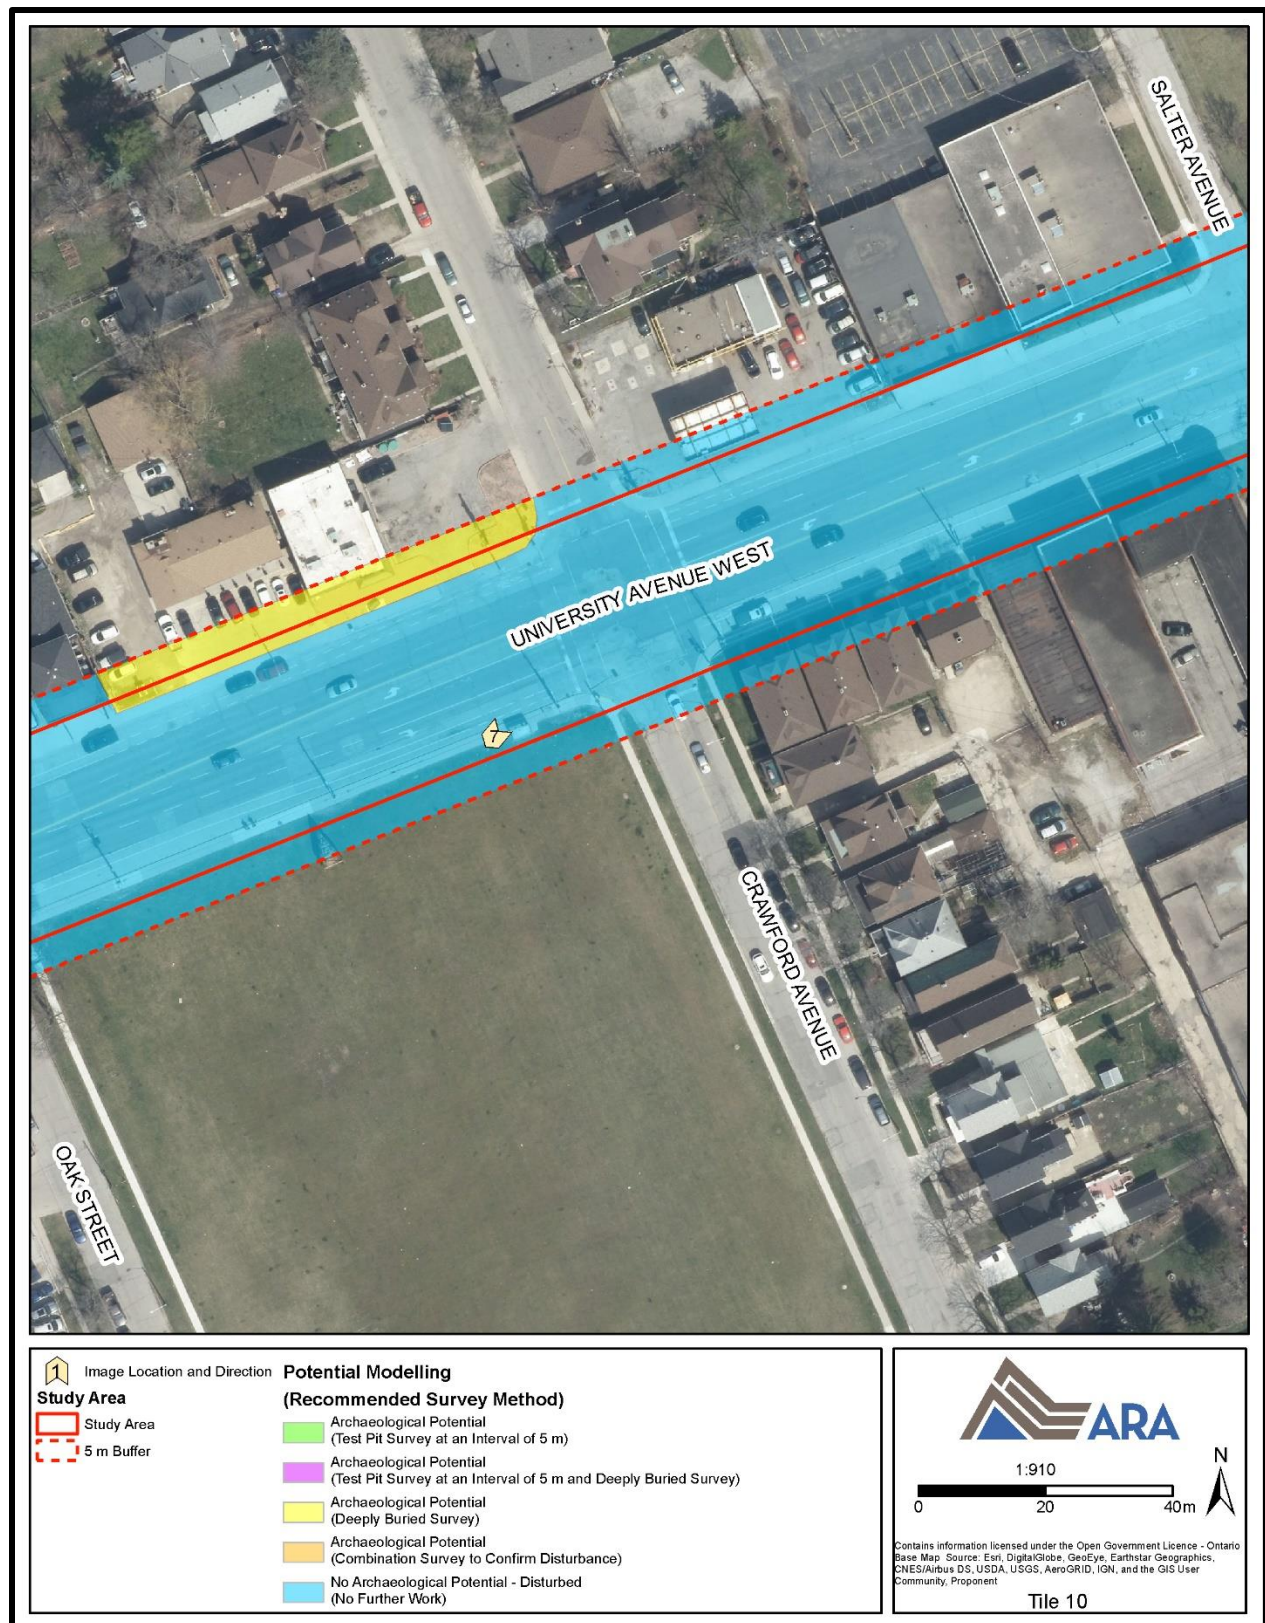 SALTER AVENUE
UNIVERSITY AVENUE WEST
7
CRAWFORD AVENUE
OAK STREET
1 Image Location and Direction
Study Area
Study Area
5 m Buffer
Potential Modelling
(Recommended Survey Method)
Archaeological Potential
(Test Pit Survey at an Interval of 5 m)
Archaeological Potential
(Test Pit Survey at an Interval of 5 m and Deeply Buried Survey)
Archaeological Potential
(Deeply Buried Survey)
Archaeological Potential
(Combination Survey to Confirm Disturbance)
No Archaeological Potential - Disturbed
(No Further Work)
ARA
N
1:910
0 20 40m
Contains information licensed under the Open Government Licence - Ontario
Base Map Source: Esri, DigitalGlobe, GeoEye, Earthstar Geographics,
CNES/Airbus DS, USDA, USGS, AeroGRID, IGN, and the GIS User
Community, Proponent
Tile 10